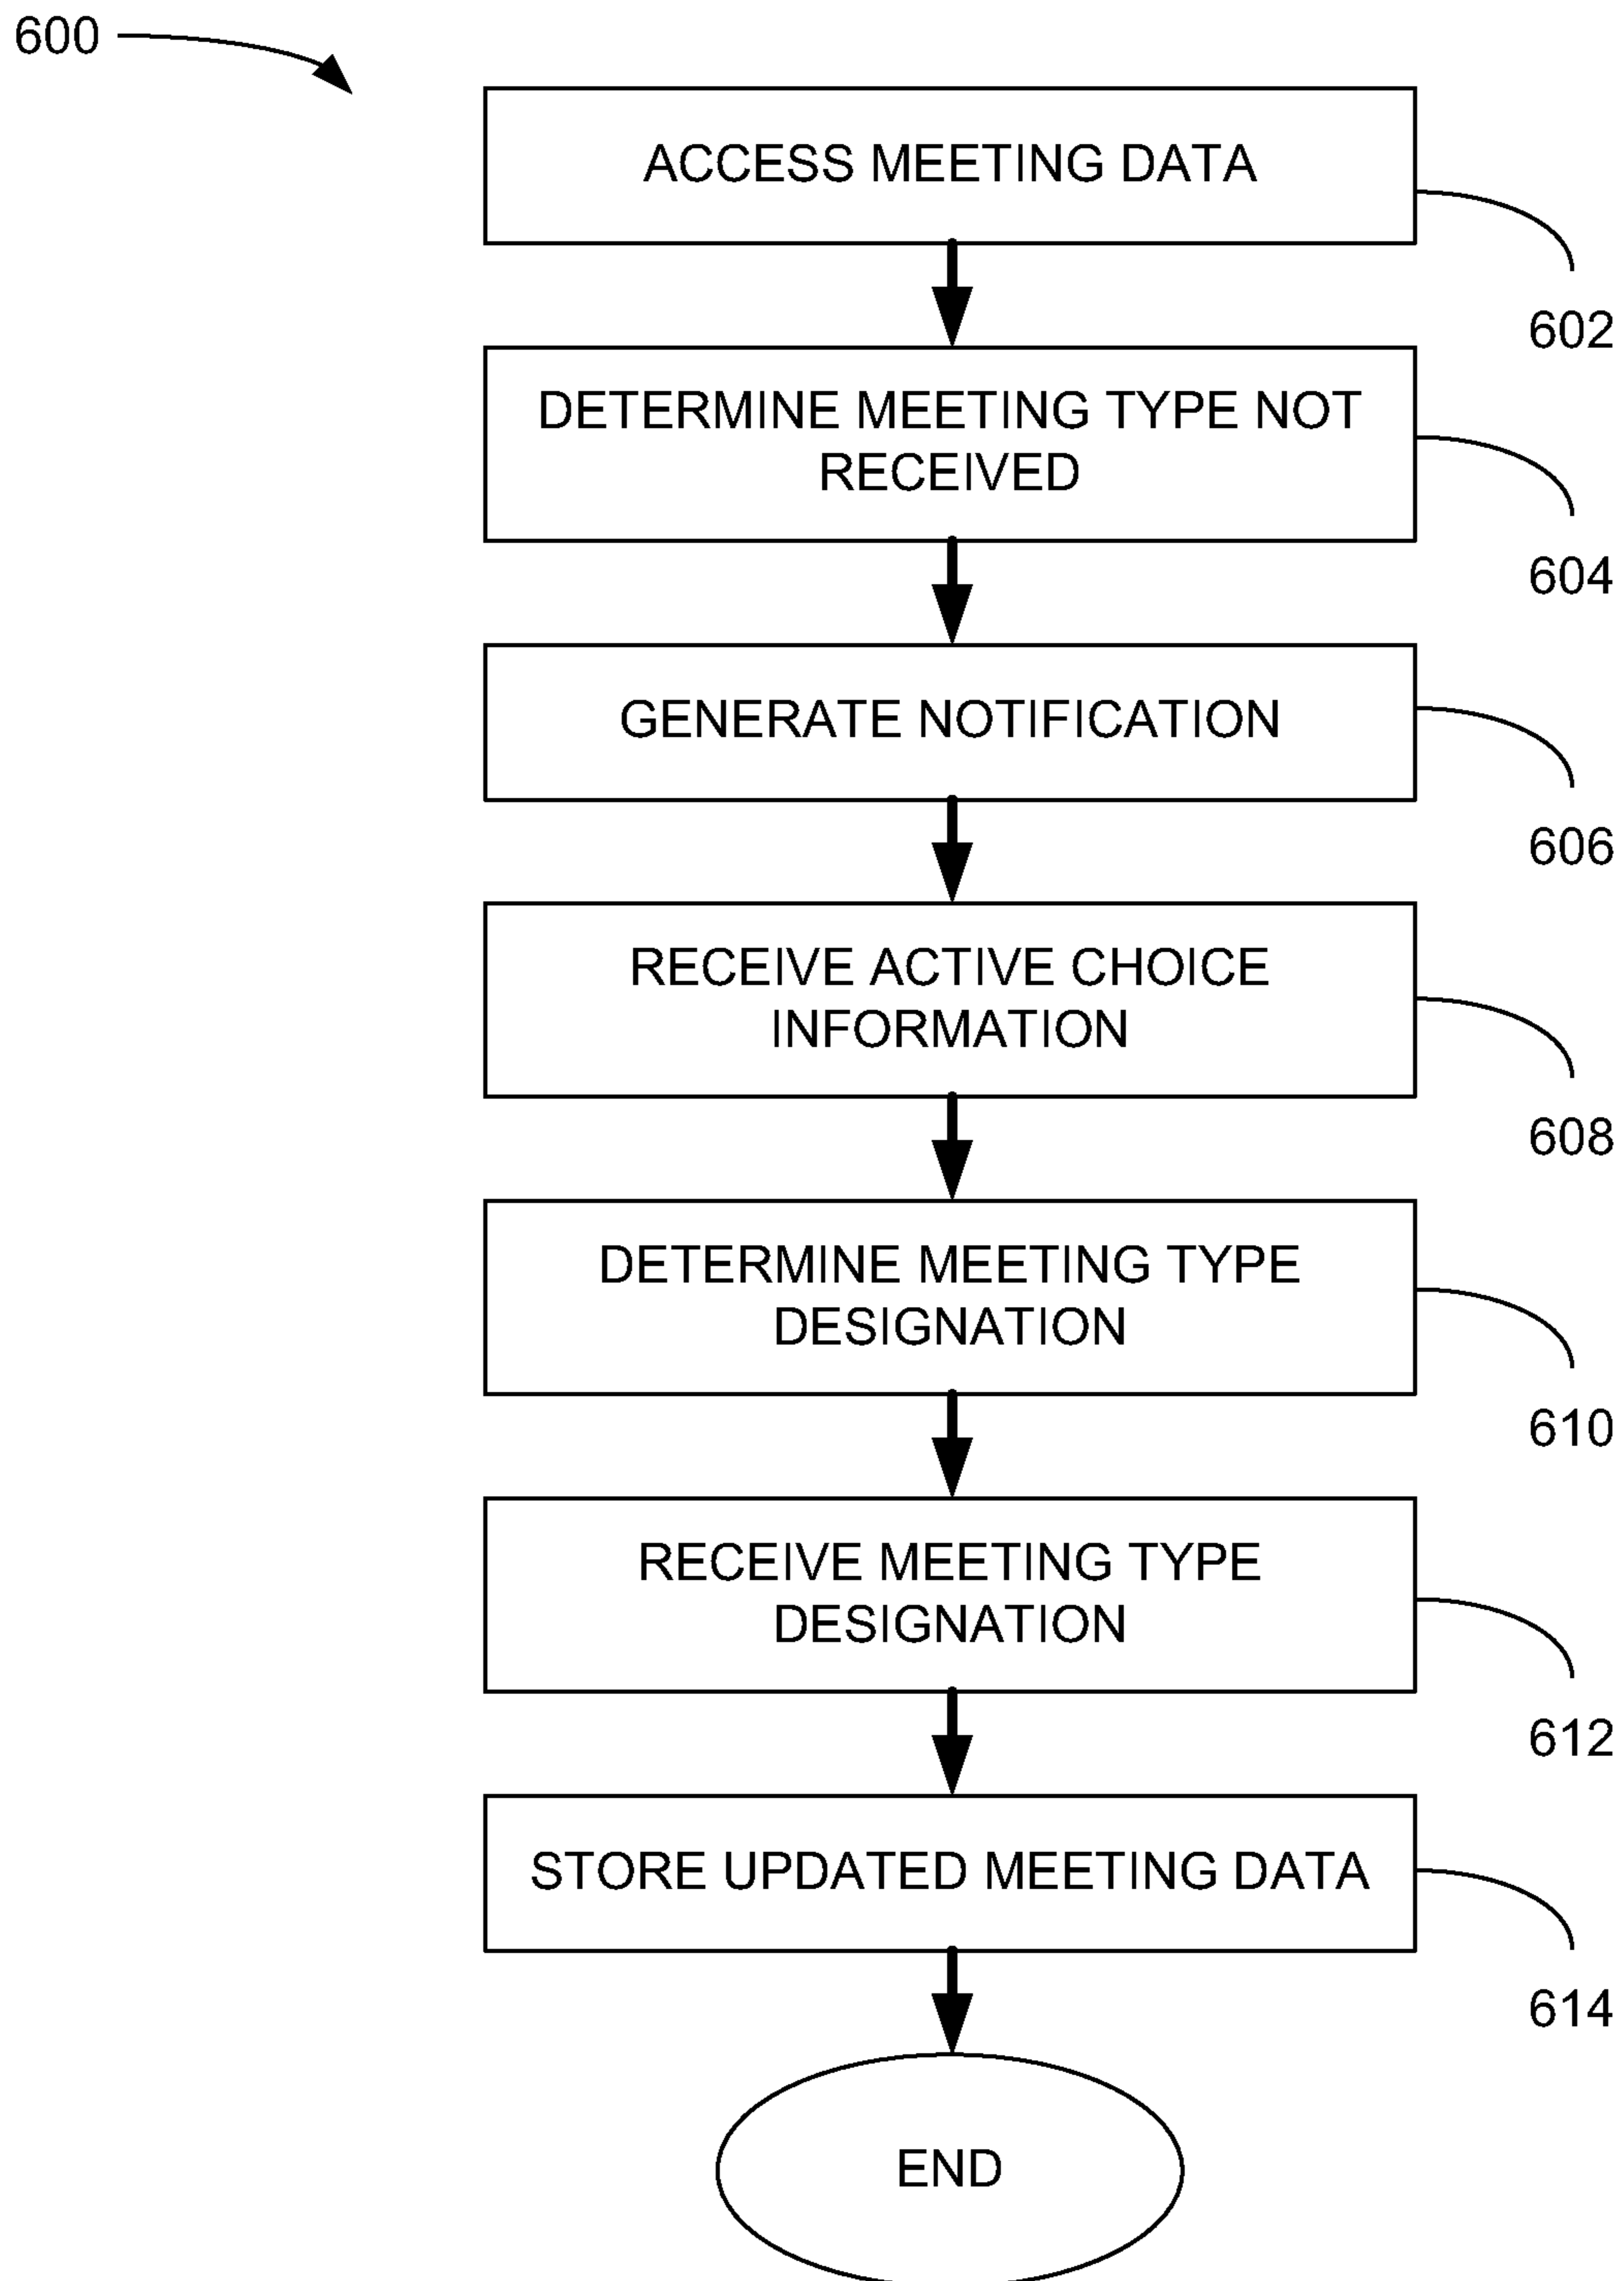 600
ACCESS MEETING DATA
602
DETERMINE MEETING TYPE NOT
RECEIVED
604
GENERATE NOTIFICATION
606
RECEIVE ACTIVE CHOICE
INFORMATION
608
DETERMINE MEETING TYPE
DESIGNATION
610
RECEIVE MEETING TYPE
DESIGNATION
612
STORE UPDATED MEETING DATA
614
END